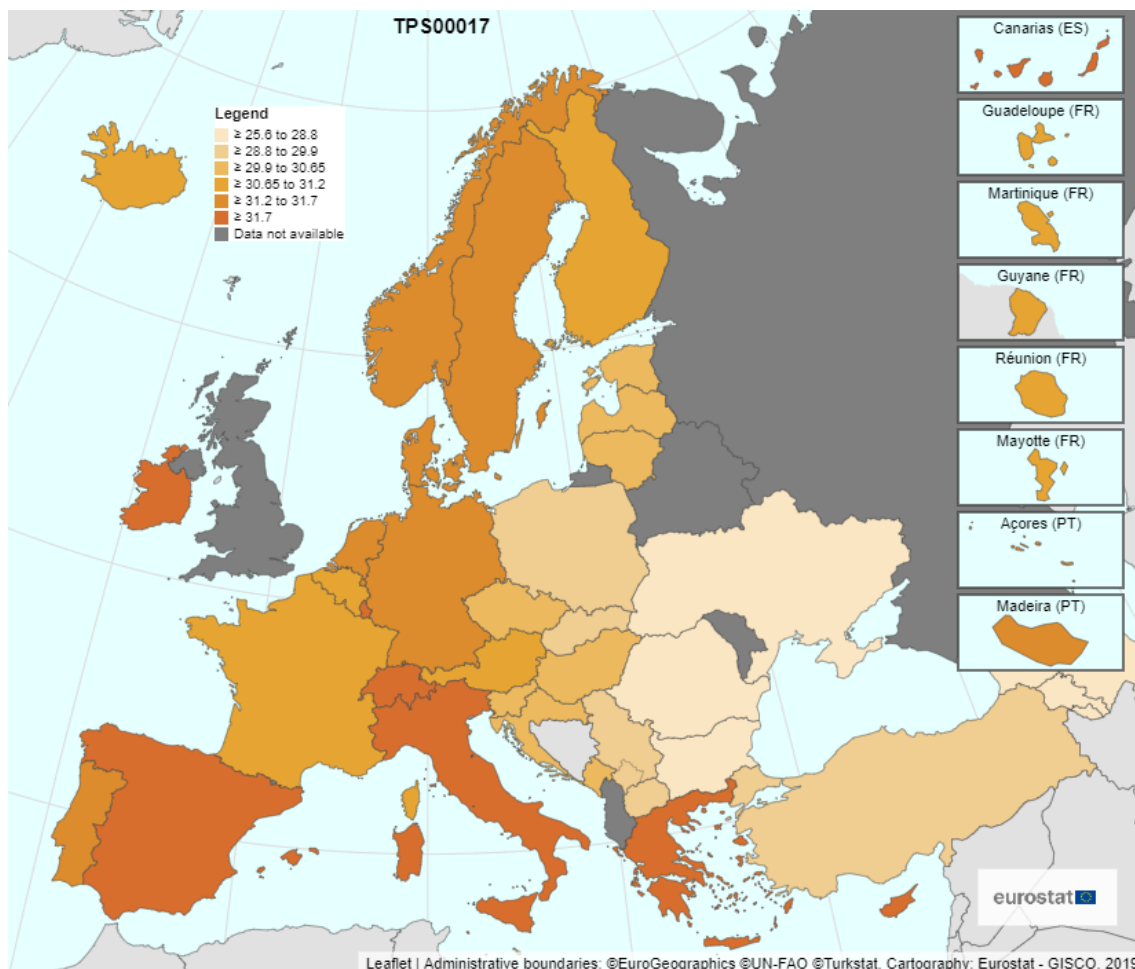 TPS00017
Legend
≥ 25.6 to 28.8
≥ 28.8 to 29.9
≥ 29.9 to 30.65
≥ 30.65 to 31.2
≥ 31.2 to 31.7
≥ 31.7
Data not available
Canarias (ES)
Guadeloupe (FR)
Martinique (FR)
Guyane (FR)
Réunion (FR)
Mayotte (FR)
Açores (PT)
Madeira (PT)
eurostat
Leaflet | Administrative boundaries: ©EuroGeographics ©UN-FAO ©Turkstat, Cartography: Eurostat - GISCO, 2019